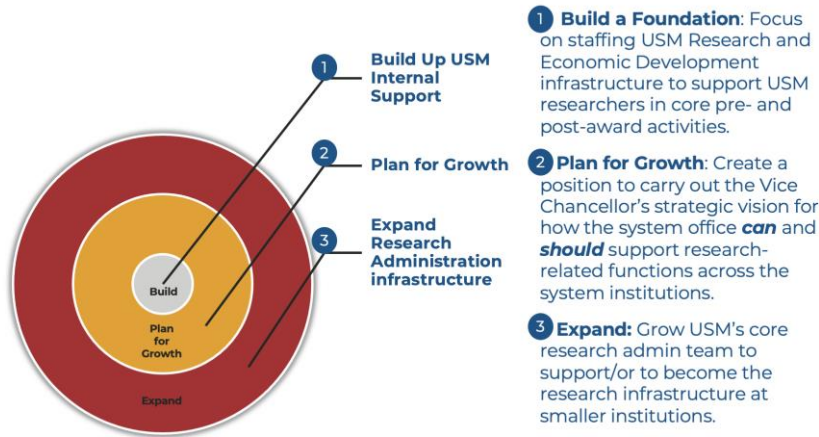 1
Build Up USM
Internal
Support
2
Plan for Growth
3
Expand
Research
Administration
infrastructure
Build
Plan
for
Growth
Expand
1 Build a Foundation: Focus
on staffing USM Research and
Economic Development
infrastructure to support USM
researchers in core pre- and
post-award activities.
2 Plan for Growth: Create a
position to carry out the Vice
Chancellor's strategic vision for
how the system office can and
should support research-
related functions across the
system institutions.
3 Expand: Grow USM's core
research admin team to
support/or to become the
research infrastructure at
smaller institutions.